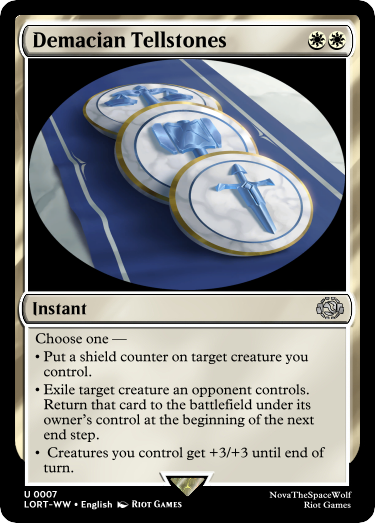 Demacian Tellstones
Instant
Choose one —
• Put a shield counter on target creature you
control.
• Exile target creature an opponent controls.
Return that card to the battlefield under its
owner's control at the beginning of the next
end step.
• Creatures you control get +3/+3 until end of
turn.
U 0007
LORT-WW • English RIOT GAMES
NovaTheSpaceWolf
Riot Games